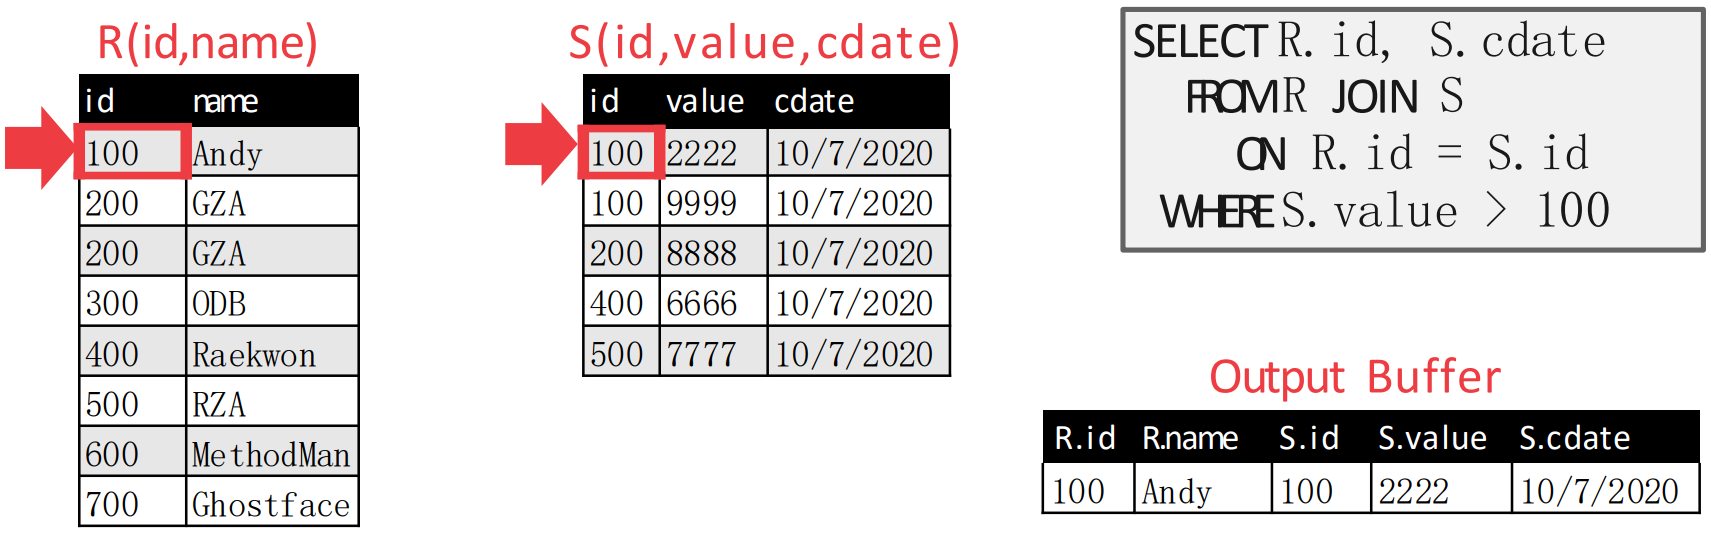 R(id,name)
id name
100 Andy
200 GZA
200 GZA
300 ODB
400 Raekwon
500 RZA
600 MethodMan
700 Ghostface
S(id,value,cdate)
id value cdate
100 2222 10/7/2020
100 9999 10/7/2020
200 8888 10/7/2020
400 6666 10/7/2020
500 7777 10/7/2020
SELECT R.id, S.cdate
FROM R JOIN S
ON R.id = S.id
WHERE S.value > 100
Output Buffer
R.id R.name S.id S.value S.cdate
100 Andy 100 2222 10/7/2020